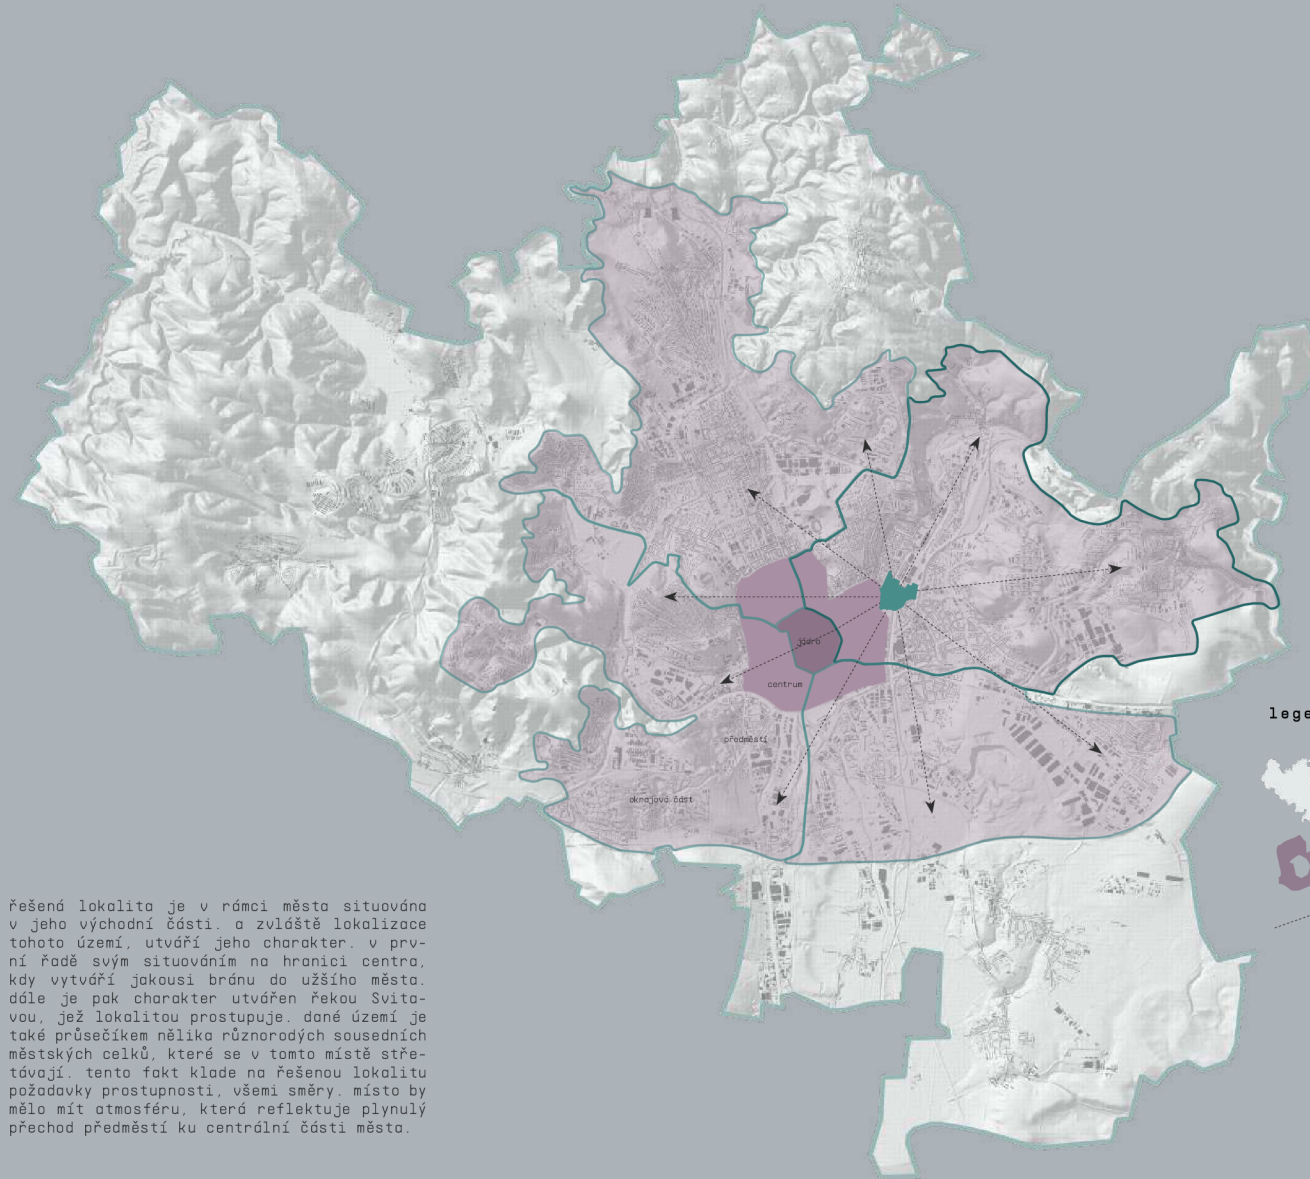 jádro
centrum
předměstí
okrajová část
lege
řešená lokalita je v rámci města situována
v jeho východní části. a zvláště lokalizace
tohoto území, utváří jeho charakter. v prv-
ní řadě svým situováním na hranici centra,
kdy vytváří jakousi bránu do užšího města.
dále je pak charakter utvářen řekou Svita-
vou, jež lokalitou prostupuje. dané území je
také průsečíkem nělika různorodých sousedních
městských celků, které se v tomto místě stře-
távají. tento fakt klade na řešenou lokalitu
požadavky prostupnosti, všemi směry. místo by
mělo mít atmosféru, která reflektuje plynulý
přechod předměstí ku centrální části města.